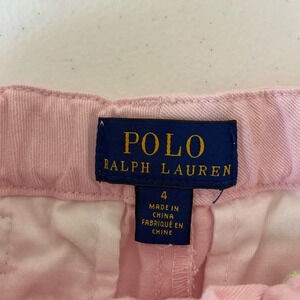 POLO
RALPH LAUREN
4
MADE IN
CHINA
FABRIQUÉ EN
CHINE